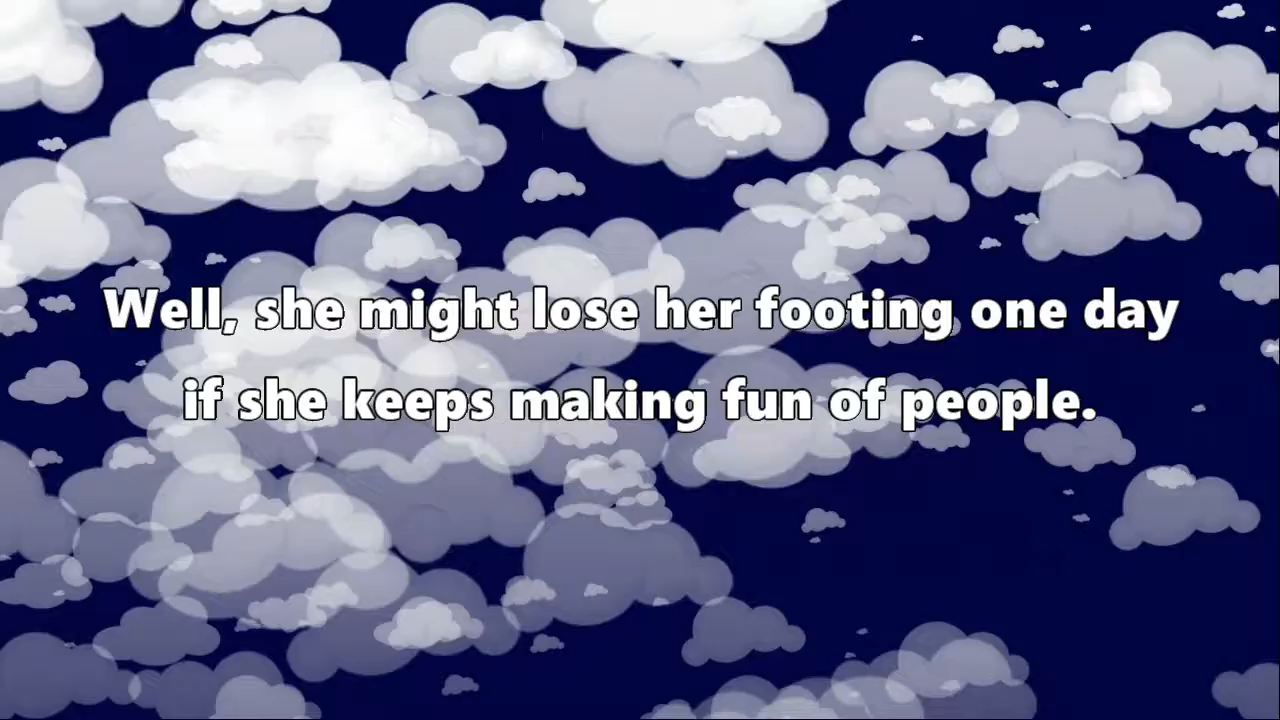 Well, she might lose her footing one day
if she keeps making fun of people.